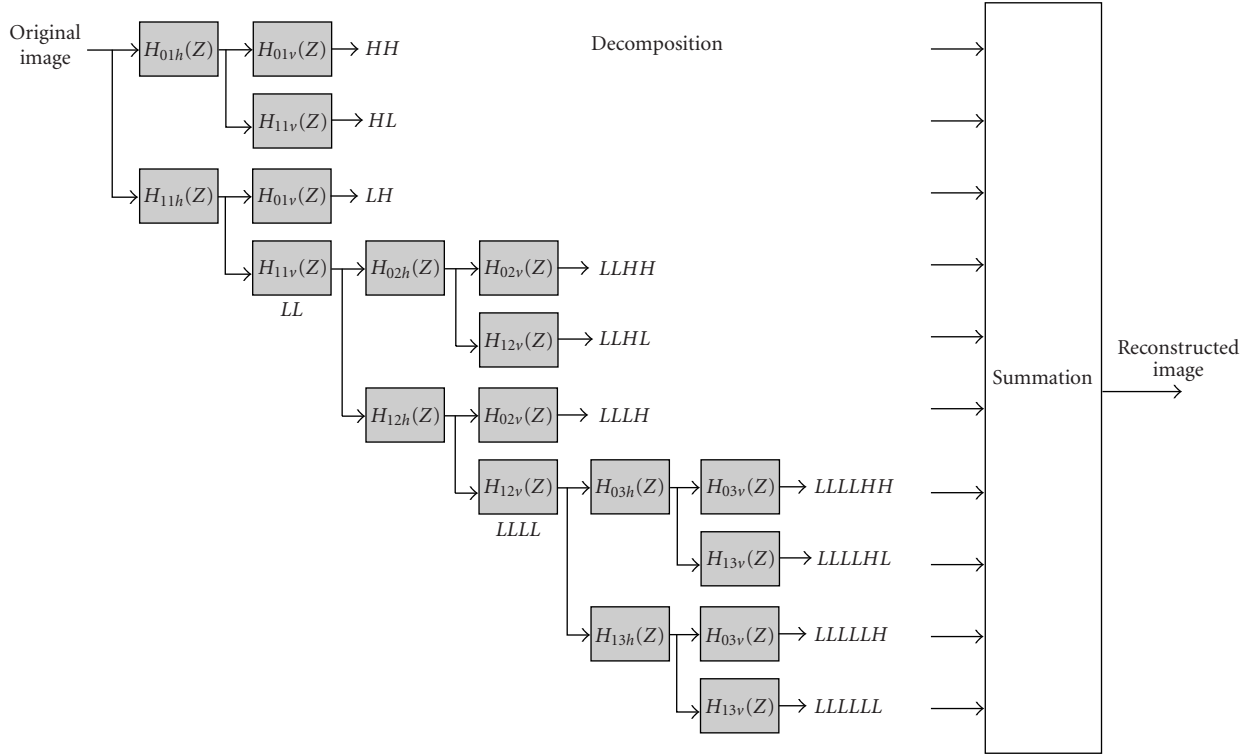 Original
image
H01h(Z)
H01v(Z)
HH
Decomposition
H11v(Z)
HL
H11h(Z)
H01v(Z)
LH
H11v(Z)
LL
H02h(Z)
H02v(Z)
LLHH
H12v(Z)
LLHL
H12h(Z)
H02v(Z)
LLLH
H12v(Z)
LLLL
H03h(Z)
H03v(Z)
LLLLHH
H13v(Z)
LLLLHL
H13h(Z)
H03v(Z)
LLLLLH
H13v(Z)
LLLLLL
Summation
Reconstructed
image